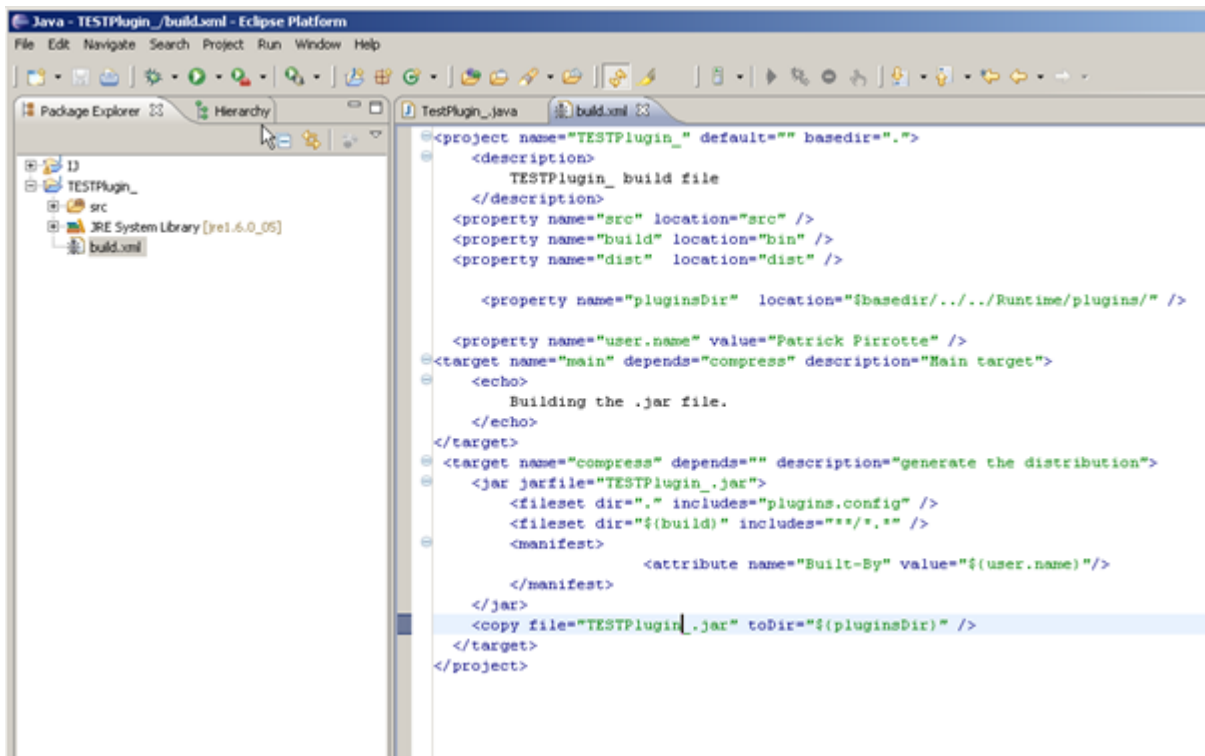 Java - TESTPlugin_/build.xml - Eclipse Platform
File Edit Navigate Search Project Run Window Help
Package Explorer Hierarchy
IJ
TESTPlugin_
src
JRE System Library [jre1.6.0_05]
build.xml
TestPlugin_.java build.xml
<project name="TESTPlugin_" default="" basedir=".">
<description>
TESTPlugin_ build file
</description>
<property name="src" location="src" />
<property name="build" location="bin" />
<property name="dist" location="dist" />
<property name="pluginsDir" location="$basedir/../../Runtime/plugins/" />
<property name="user.name" value="Patrick Pirrotte" />
<target name="main" depends="compress" description="Main target">
<echo>
Building the .jar file.
</echo>
</target>
<target name="compress" depends="" description="generate the distribution">
<jar jarfile="TESTPlugin_.jar">
<fileset dir="." includes="plugins.config" />
<fileset dir="${build}" includes="**/*.*" />
<manifest>
<attribute name="Built-By" value="${user.name}"/>
</manifest>
</jar>
<copy file="TESTPlugin_.jar" toDir="${pluginsDir}" />
</target>
</project>